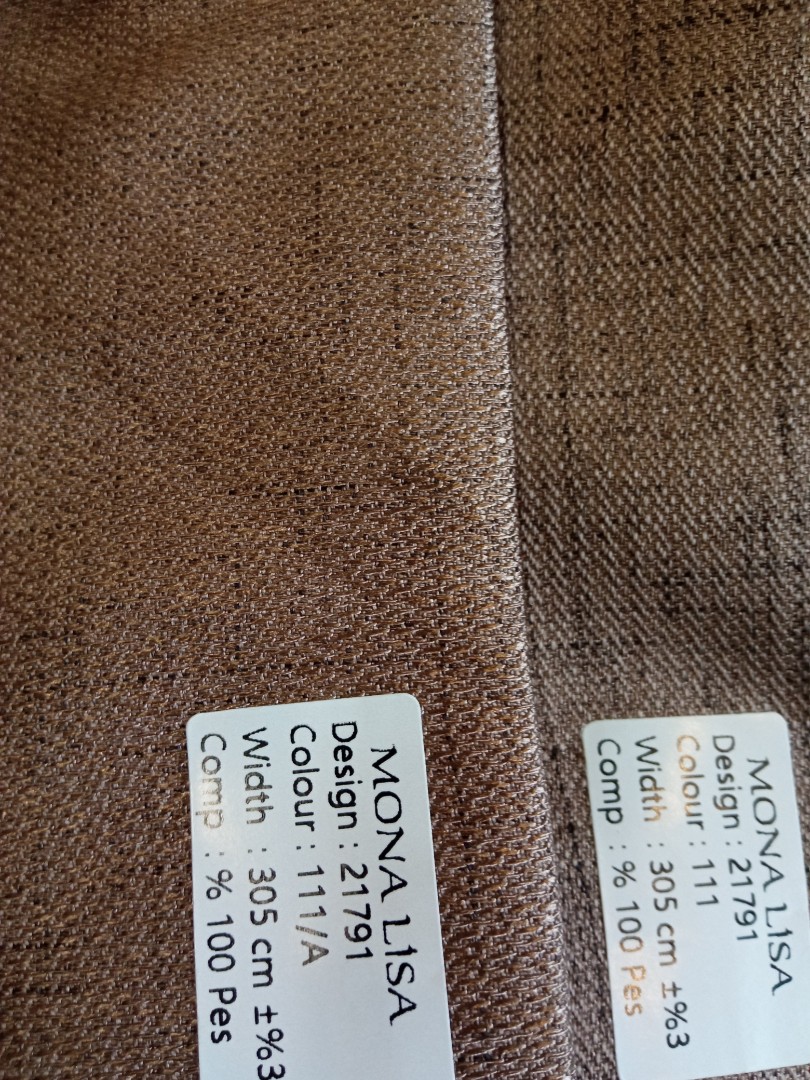 MONA LISA
Design : 21791
Colour : 111/A
Width : 305 cm ±%3
Comp : % 100 Pes
MONA LISA
Design : 21791
Colour : 111
Width : 305 cm ±%3
Comp : % 100 Pes